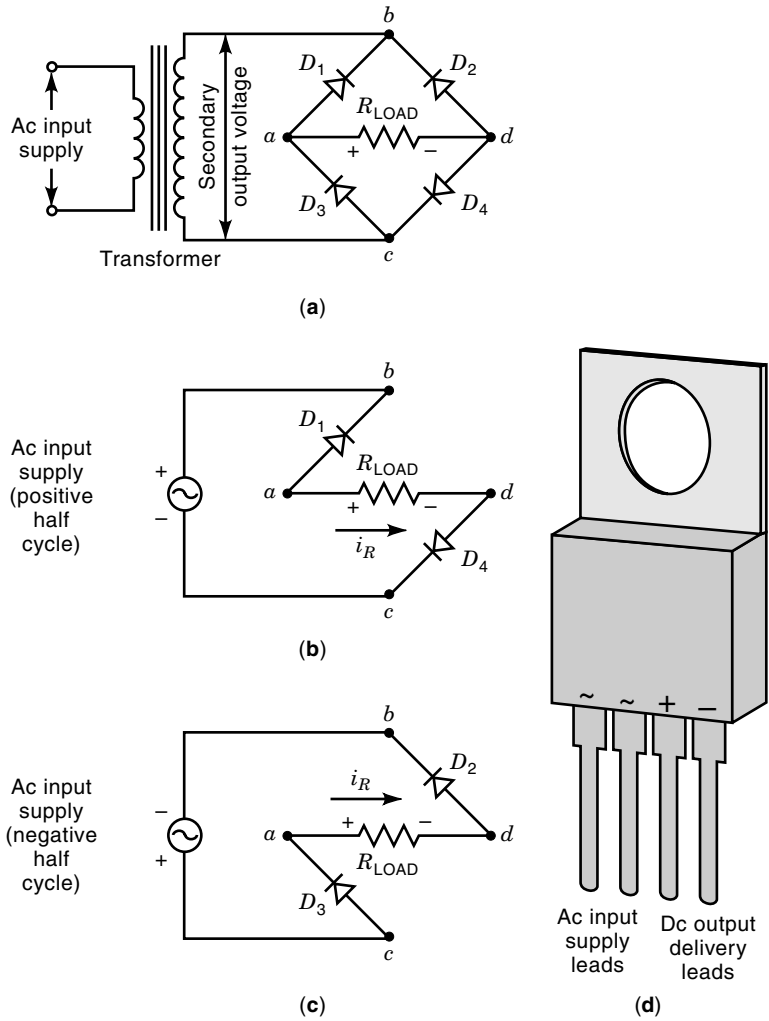 b
D1
D2
Ac input
supply
Secondary
output voltage
RLOAD
a
+
−
d
D3
D4
c
Transformer
(a)
b
Ac input
supply
(positive
half
cycle)
+
−
D1
RLOAD
a
+
−
d
iR
D4
c
(b)
b
Ac input
supply
(negative
half
cycle)
−
+
iR
D2
a
+
−
d
RLOAD
D3
c
(c)
~ ~ + −
Ac input
supply
leads
Dc output
delivery
leads
(d)